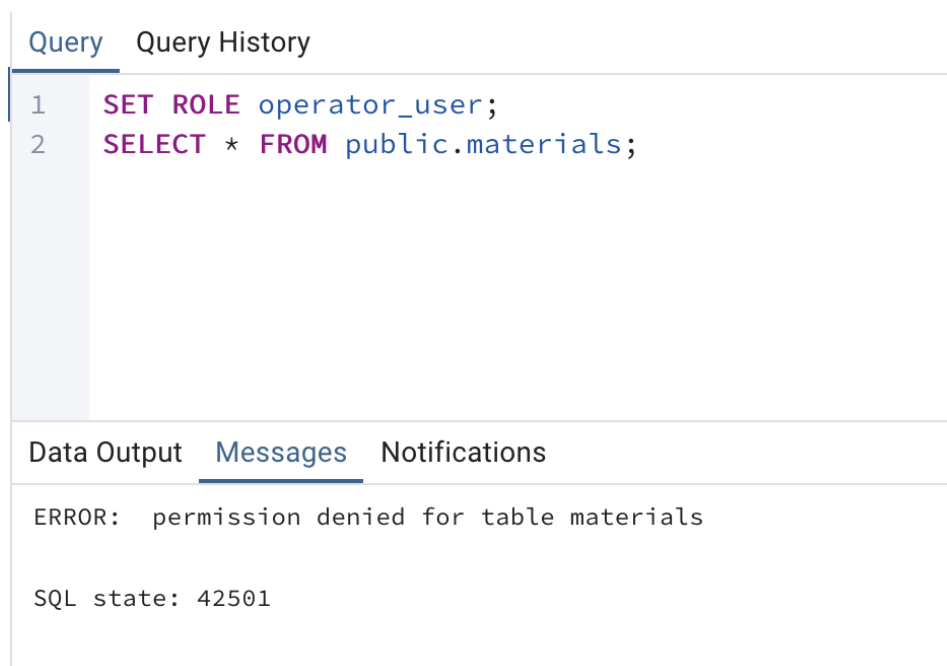 Query Query History
1 SET ROLE operator_user;
2 SELECT * FROM public.materials;
Data Output Messages Notifications
ERROR:  permission denied for table materials
SQL state: 42501